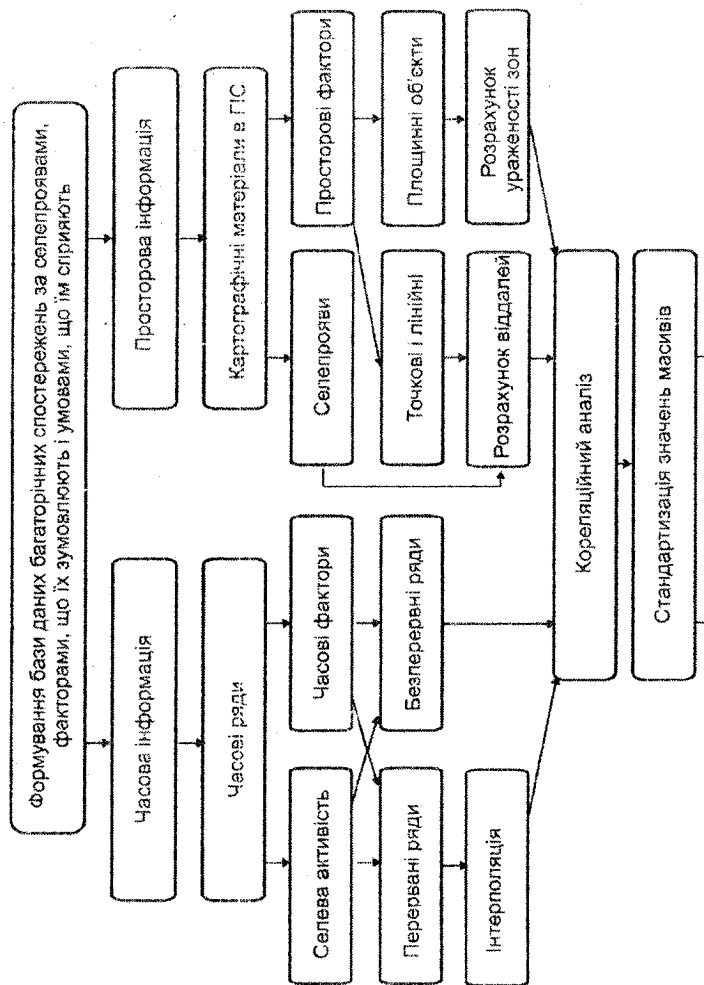 Формування бази даних багаторічних спостережень за селепроявами,
факторами, що їх зумовлюють і умовами, що їм сприяють
Часова інформація
Просторова інформація
Часові ряди
Картографічні матеріали в ГІС
Селева активність
Часові фактори
Селепрояви
Просторові фактори
Перервані ряди
Безперервні ряди
Точкові і лінійні
Площинні об'єкти
Інтерполяція
Розрахунок віддалей
Розрахунок
ураженості зон
Кореляційний аналіз
Стандартизація значень масивів